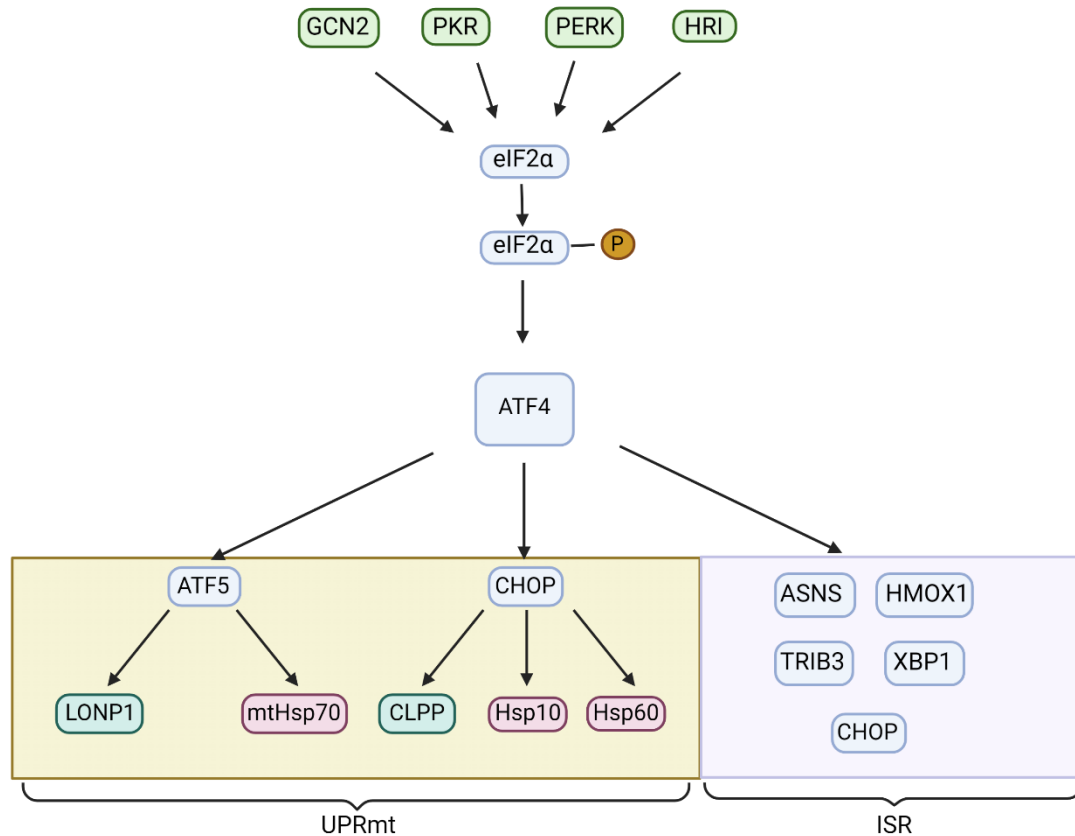 GCN2 PKR PERK HRI
eIF2α
eIF2α P
ATF4
ATF5 CHOP ASNS HMOX1
TRIB3 XBP1
LONP1 mtHsp70 CLPP Hsp10 Hsp60
CHOP
UPRmt ISR